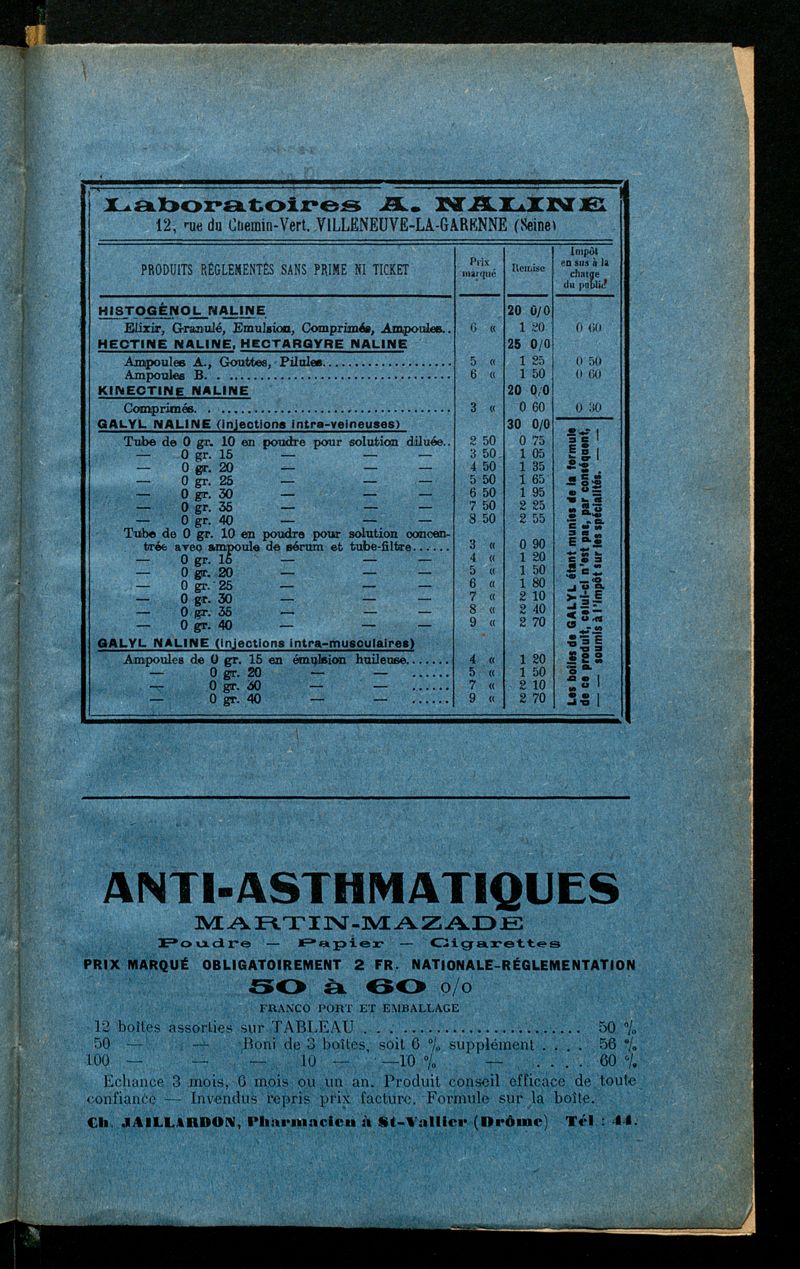 Laboratoires A. NALINE
12, rue du Chemin-Vert. VILLENEUVE-LA-GARENNE (Seine)
PRODUITS RÉGLEMENTÉS SANS PRIME NI TICKET
Prix marqué
Remise
Impôt en sus à la charge du public
HISTOGÉNOL NALINE 20 0/0
Elixir, Granulé, Emulsion, Comprimés, Ampoules.. 6 « 1 20 0 60
HECTINE NALINE, HECTARGYRE NALINE 25 0/0
Ampoules A., Gouttes, Pilules.................... 5 « 1 25 0 50
Ampoules B. .................................... 6 « 1 50 0 60
KINECTINE NALINE 20 0/0
Comprimés. .................................... 3 « 0 60 0 30
GALYL NALINE (Injections intra-veineuses) 30 0/0
Tube de 0 gr. 10 en poudre pour solution diluée.. 2 50 0 75
— 0 gr. 15 — — — 3 50 1 05
— 0 gr. 20 — — — 4 50 1 35
— 0 gr. 25 — — — 5 50 1 65
— 0 gr. 30 — — — 6 50 1 95
— 0 gr. 35 — — — 7 50 2 25
— 0 gr. 40 — — — 8 50 2 55
Tube de 0 gr. 10 en poudre pour solution concen-
trée avec ampoule de sérum et tube-filtre...... 3 « 0 90
— 0 gr. 15 — — — 4 « 1 20
— 0 gr. 20 — — — 5 « 1 50
— 0 gr. 25 — — — 6 « 1 80
— 0 gr. 30 — — — 7 « 2 10
— 0 gr. 35 — — — 8 « 2 40
— 0 gr. 40 — — — 9 « 2 70
GALYL NALINE (Injections intra-musculaires)
Ampoules de 0 gr. 15 en émulsion huileuse....... 4 « 1 20
— 0 gr. 20 — — ...... 5 « 1 50
— 0 gr. 30 — — ...... 7 « 2 10
— 0 gr. 40 — — ...... 9 « 2 70
Les boîtes de GALYL étant munies de la formule
de ce produit, celui-ci n'est pas, par conséquent,
— — soumis à l'impôt sur les spécialités. — —
ANTI-ASTHMATIQUES
MARTIN-MAZADE
Poudre — Papier — Cigarettes
PRIX MARQUÉ OBLIGATOIREMENT 2 FR. NATIONALE-RÉGLEMENTATION
50 à 60 o/o
FRANCO PORT ET EMBALLAGE
12 boîtes assorties sur TABLEAU . . . ....................... 50 %
50 — — Boni de 3 boîtes, soit 6 % supplément . . . . 56 %
100 — — — 10 — —10 % — . . . . . 60 %
Echance 3 mois, 6 mois ou un an. Produit conseil efficace de toute
confiance — Invendus repris prix facture. Formule sur la boîte.
Ch. JAILLARDON, Pharmacien à St-Vallier (Drôme) Tél : 44.